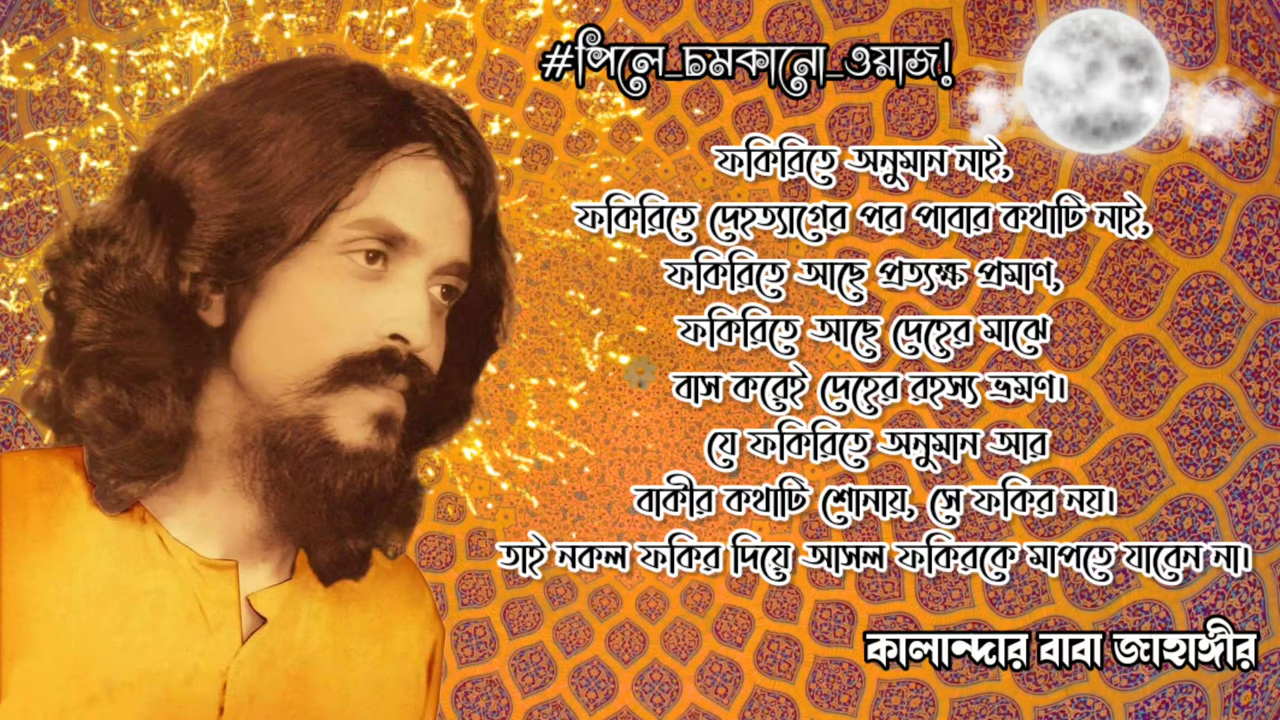 #পিলে_চমকানো_ওয়াজ!
ফকিরিতে অনুমান নাই,
ফকিরিতে দেহত্যাগের পর পাবার কথাটি নাই,
ফকিরিতে আছে প্রত্যক্ষ প্রমাণ,
ফকিরিতে আছে দেহের মাঝে
বাস করেই দেহের রহস্য ভ্রমণ।
যে ফকিরিতে অনুমান আর
বাকীর কথাটি শোনায়, সে ফকির নয়।
তাই নকল ফকির দিয়ে আসল ফকিরকে মাপতে যাবেন না।
কালান্দার বাবা জাহাঙ্গীর